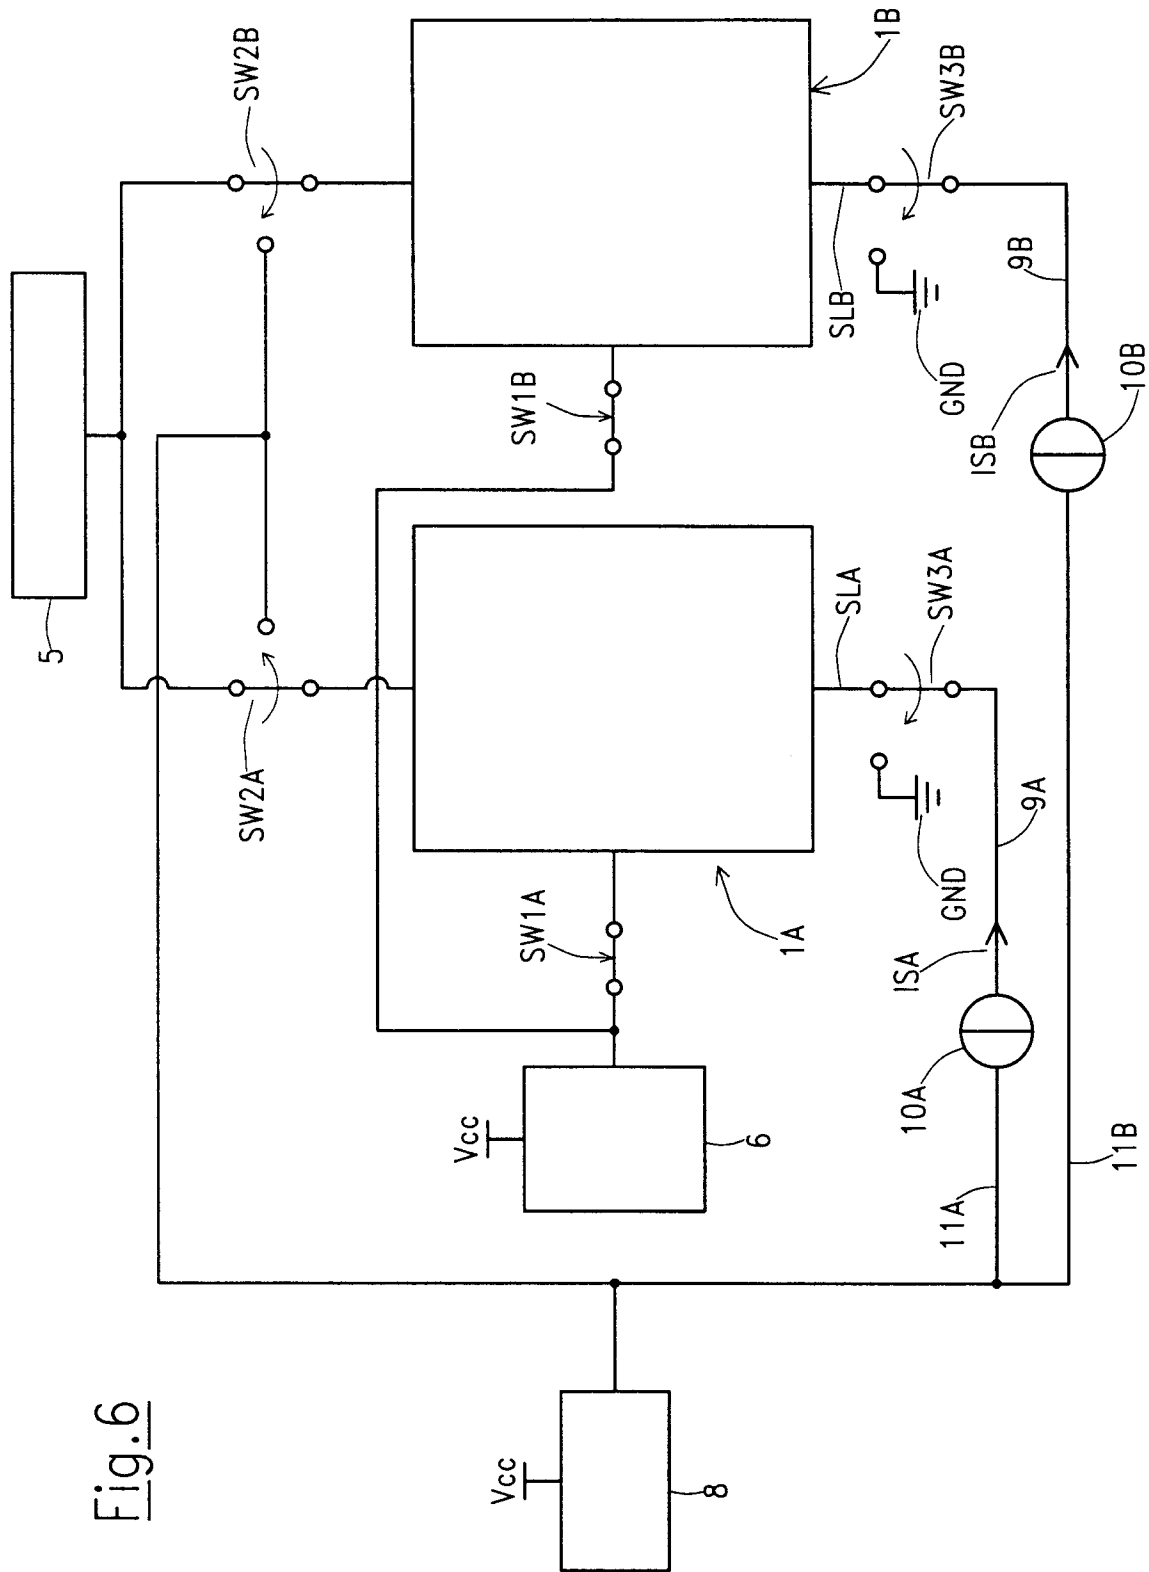 5
SW2A
SW2B
1B
SW1B
SW1A
1A
SLA
SLB
SW3A
SW3B
GND
GND
Vcc
6
Vcc
8
ISA
ISB
9A
9B
10A
10B
11A
11B
Fig.6